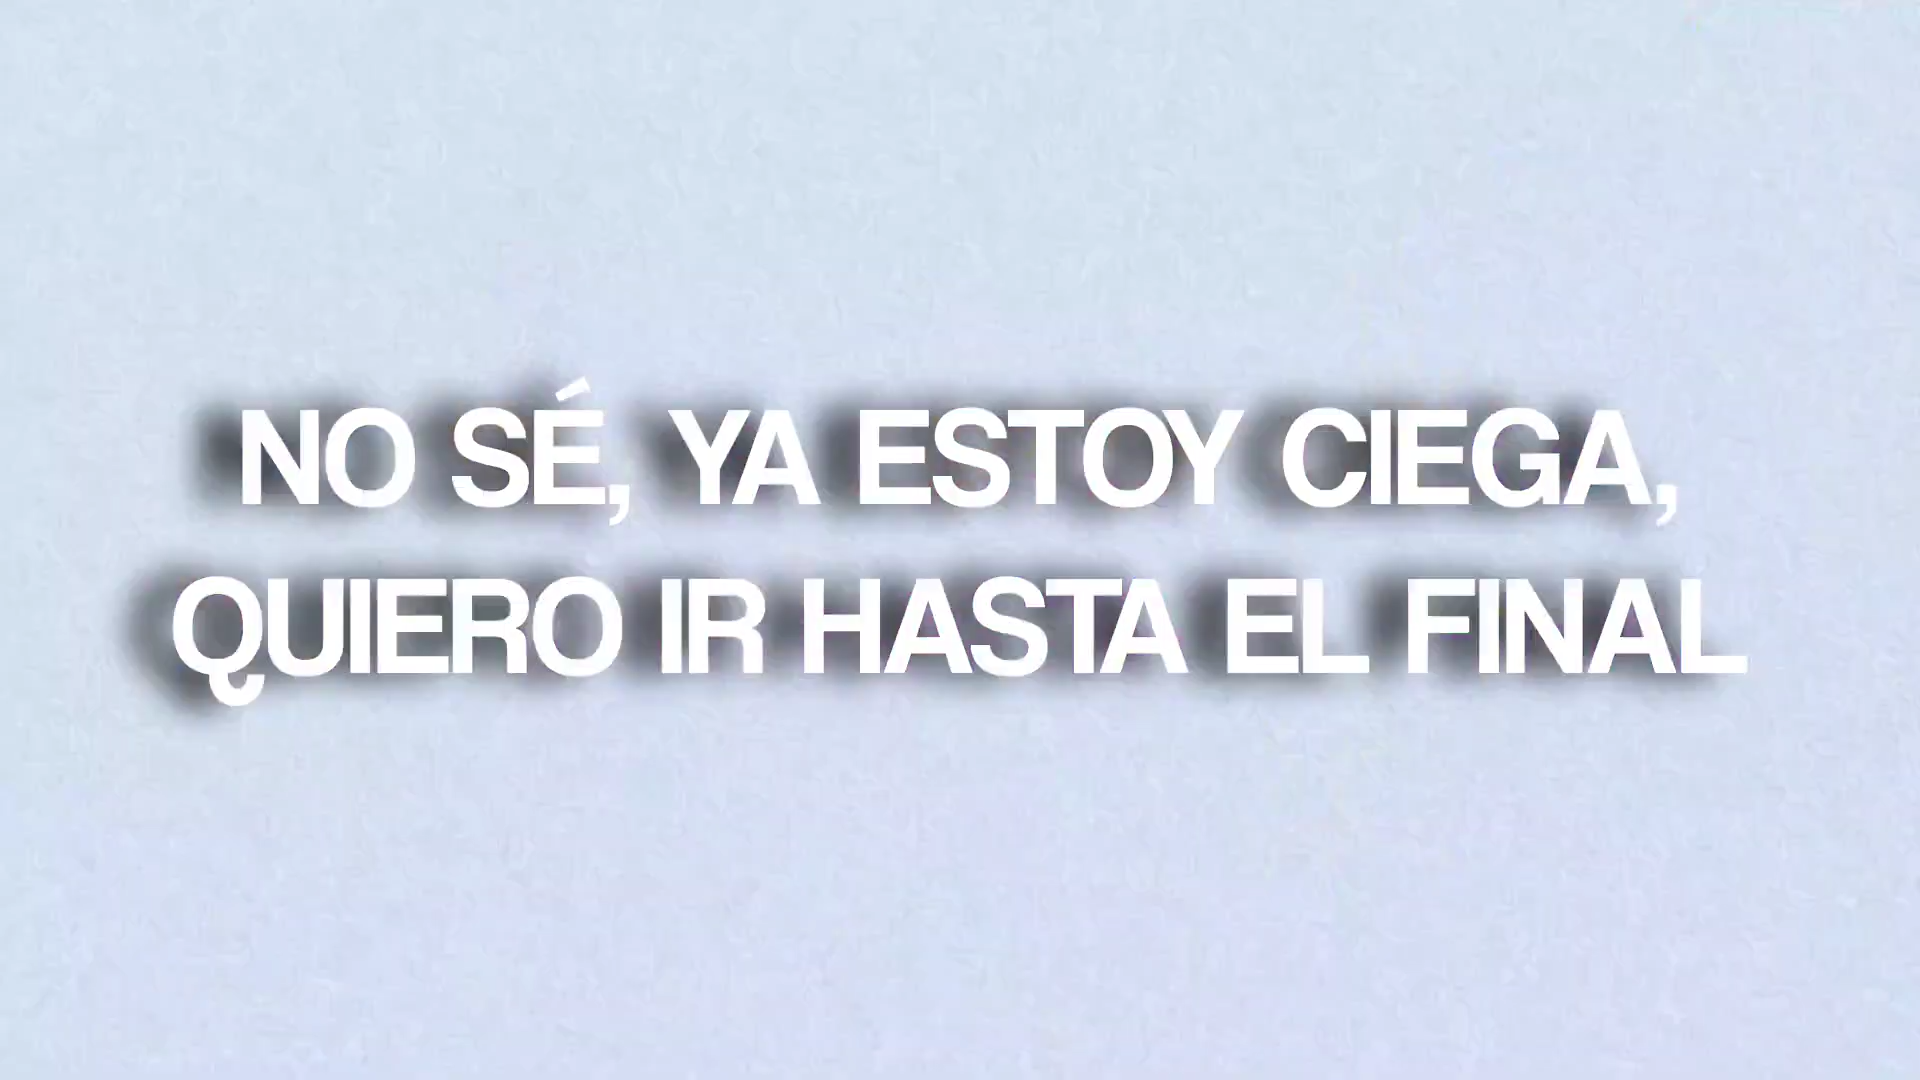 NO SÉ, YA ESTOY CIEGA,
QUIERO IR HASTA EL FINAL